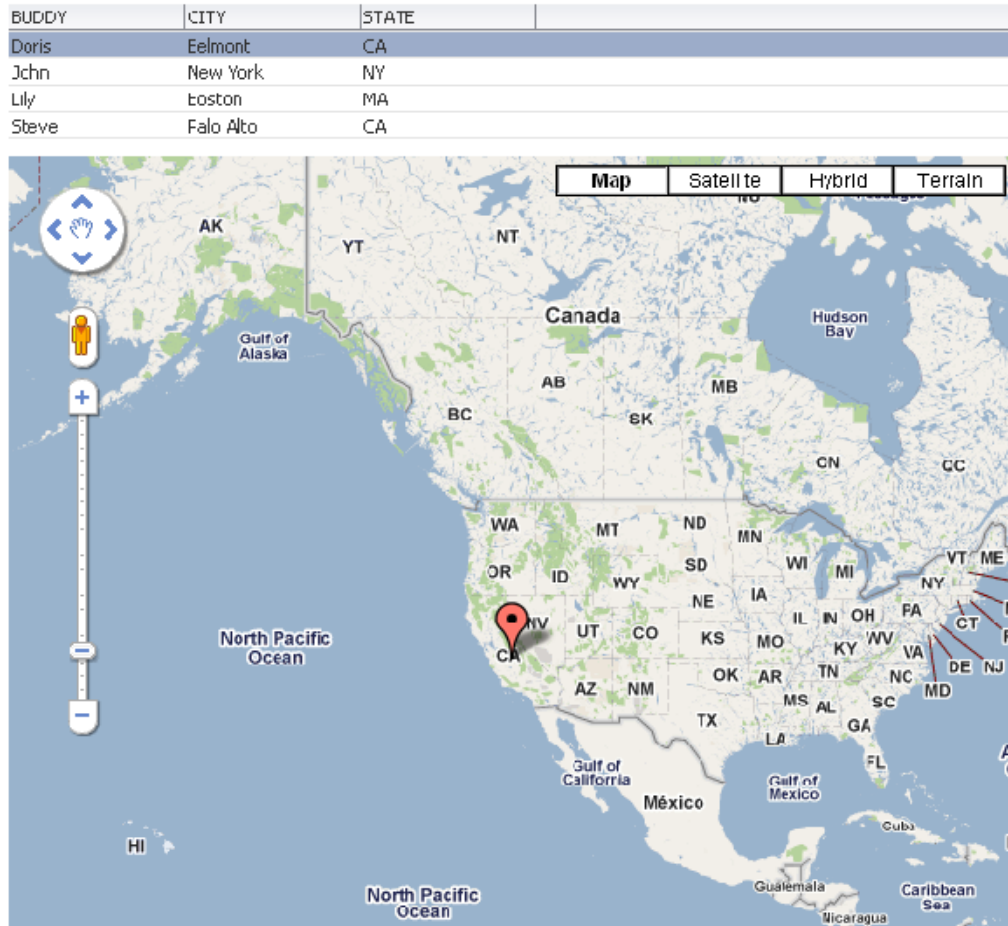 BUDDY CITY STATE
Doris Eelmont CA
John New York NY
Lily Eoston MA
Steve Falo Alto CA
Map Satellite Hybrid Terrain
AK
YT
NT
NU
Canada
Hudson
Bay
Gulf of
Alaska
AB
MB
BC
SK
ON
QC
WA
MT
ND
MN
OR
ID
SD
WI
MI
VT ME
WY
NY
NE
IA
NV
UT
CO
IL IN OH PA
CT
North Pacific
Ocean
KS
MO
KY
WV
VA
CA
OK
AR
TN
NC
DE NJ
AZ
NM
MS
AL
SC
MD
TX
GA
LA
FL
Gulf of
California
Gulf of
Mexico
México
Cuba
HI
North Pacific
Ocean
Guatemala
Caribbean
Sea
Nicaragua